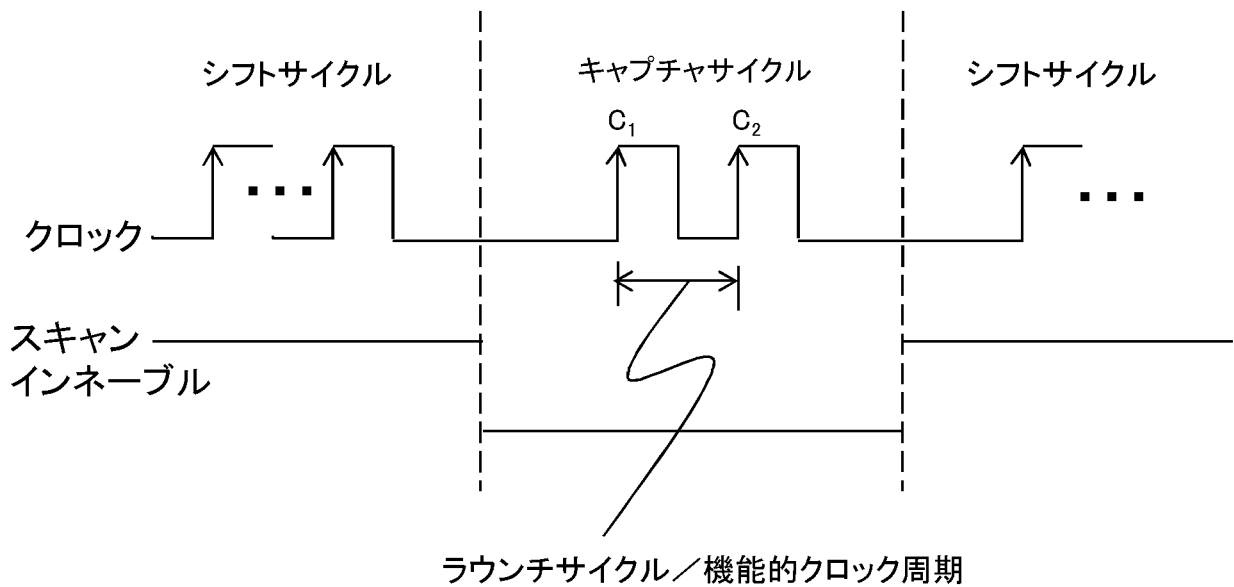 シフトサイクル
キャプチャサイクル
シフトサイクル
C₁
C₂
クロック
スキャン
インネーブル
ラウンチサイクル/機能的クロック周期